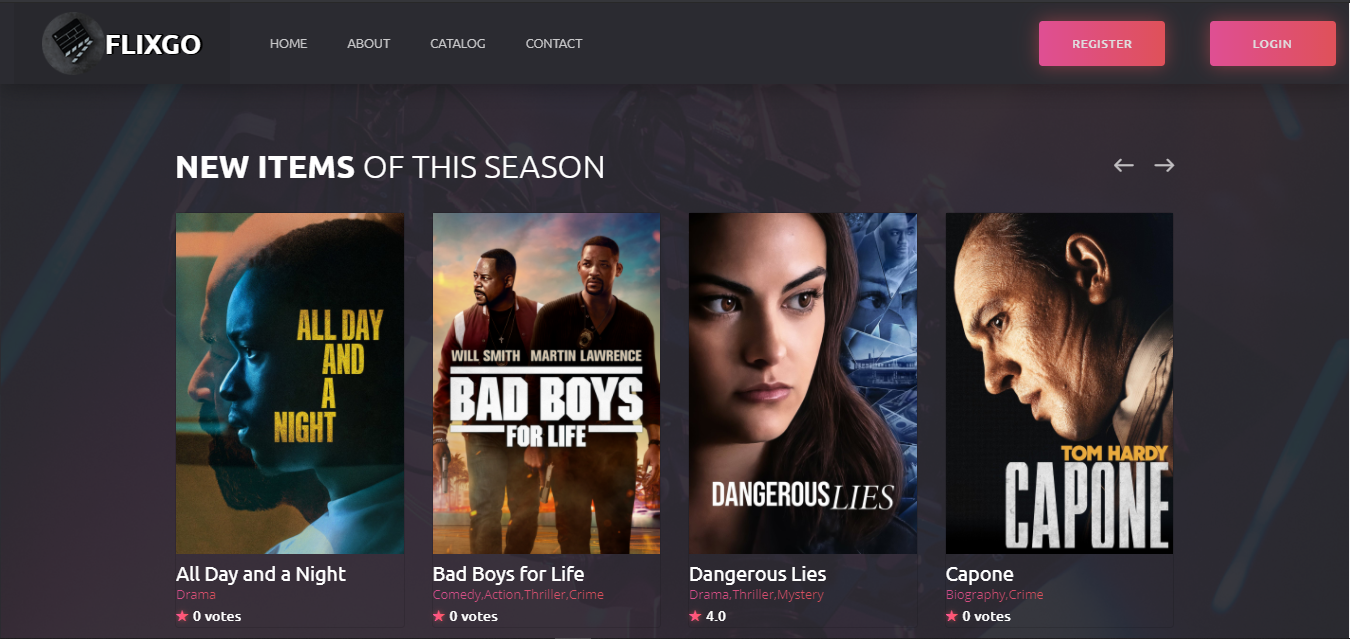 FLIXGO
HOME ABOUT CATALOG CONTACT
REGISTER LOGIN
NEW ITEMS OF THIS SEASON
ALL DAY
AND
A
NIGHT
WILL SMITH MARTIN LAWRENCE
BAD BOYS
FOR LIFE
DANGEROUS LIES
TOM HARDY
CAPONE
All Day and a Night
Drama
0 votes
Bad Boys for Life
Comedy,Action,Thriller,Crime
0 votes
Dangerous Lies
Drama,Thriller,Mystery
4.0
Capone
Biography,Crime
0 votes